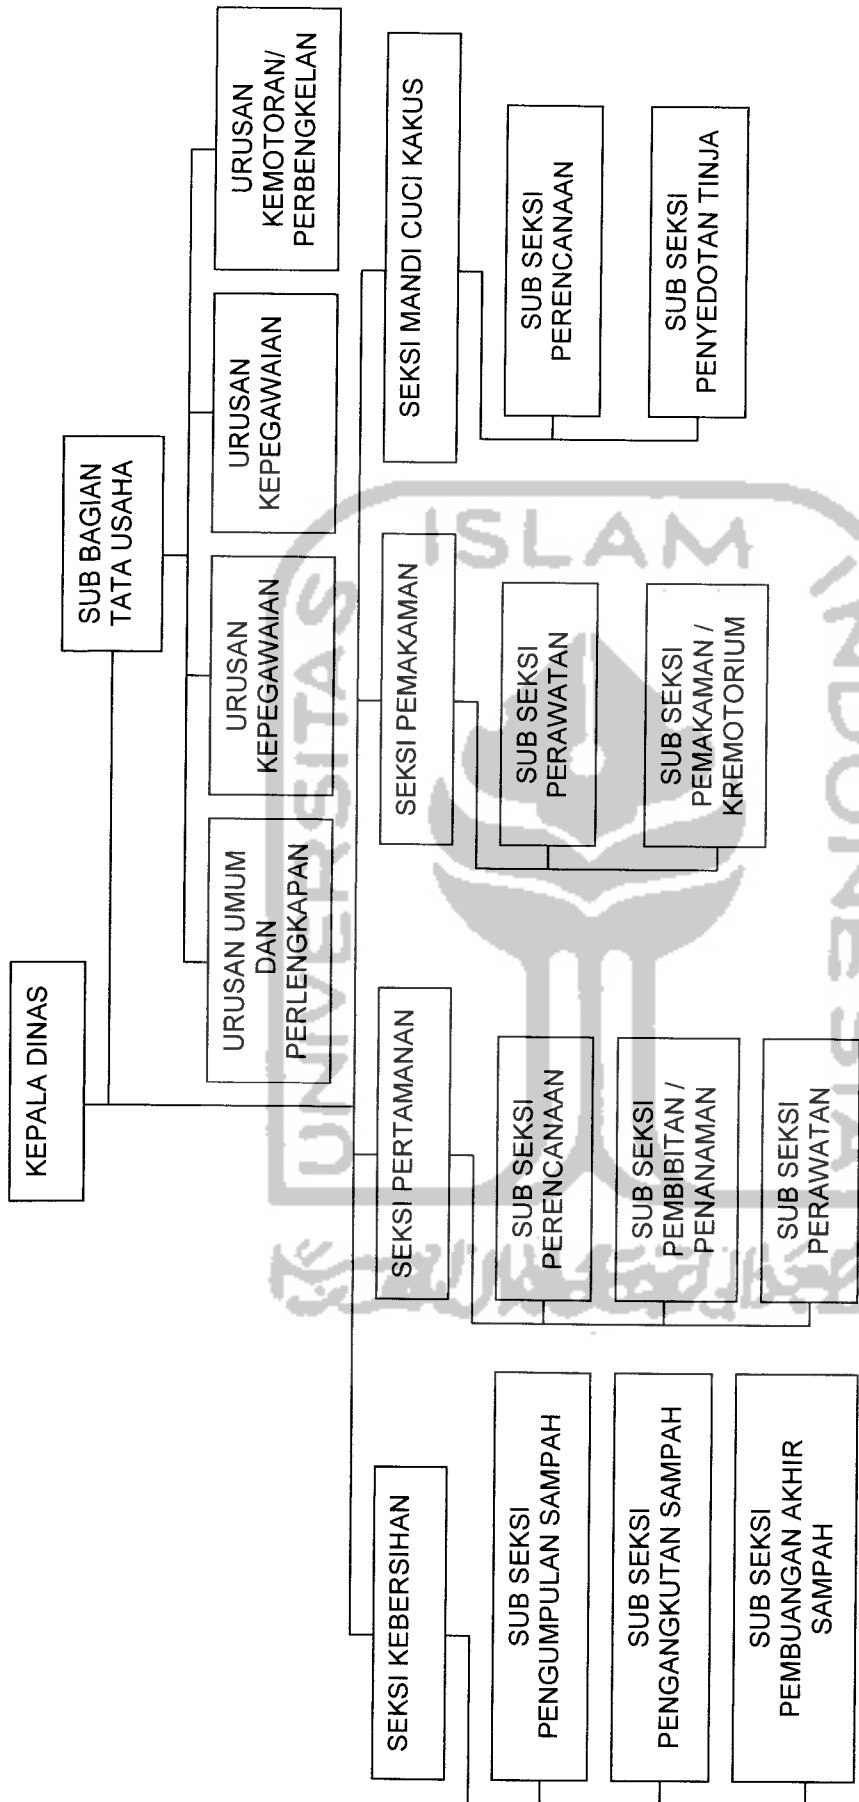 KEPALA DINAS
SUB BAGIAN
TATA USAHA
URUSAN UMUM
DAN
PERLENGKAPAN
URUSAN
KEPEGAWAIAN
URUSAN
KEPEGAWAIAN
URUSAN
KEMOTORAN/
PERBENGKELAN
SEKSI KEBERSIHAN
SUB SEKSI
PENGUMPULAN SAMPAH
SUB SEKSI
PENGANGKUTAN SAMPAH
SUB SEKSI
PEMBUANGAN AKHIR
SAMPAH
SEKSI PERTAMANAN
SUB SEKSI
PERENCANAAN
SUB SEKSI
PEMBIBITAN /
PENANAMAN
SUB SEKSI
PERAWATAN
SEKSI PEMAKAMAN
SUB SEKSI
PERAWATAN
SUB SEKSI
PEMAKAMAN /
KREMOTORIUM
SEKSI MANDI CUCI KAKUS
SUB SEKSI
PERENCANAAN
SUB SEKSI
PENYEDOTAN TINJA
UNIVERSITAS
ISLAM
INDONESIA